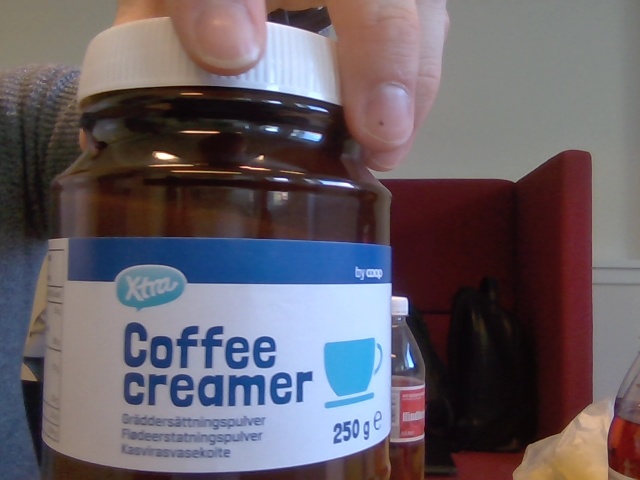 Xtra
by coop
Coffee
creamer
Gräddersättningspulver
Flødeerstatningspulver
Kasvirasvasekoite
250 g e